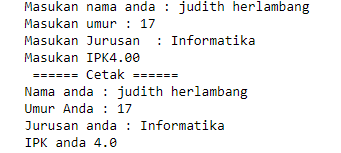 Masukan nama anda : judith herlambang
Masukan umur : 17
Masukan Jurusan  : Informatika
Masukan IPK4.00
 ====== Cetak ======
Nama anda : judith herlambang
Umur Anda : 17
Jurusan anda : Informatika
IPK anda 4.0